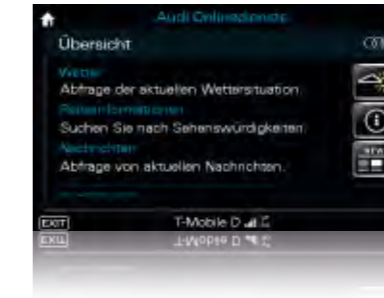 Audi Onlinedienste
Übersicht
Wetter
Abfrage der aktuellen Wettersituation.
Reiseinformationen
Suchen Sie nach Sehenswürdigkeiten.
Nachrichten
Abfrage von aktuellen Nachrichten.
EXIT
T-Mobile D